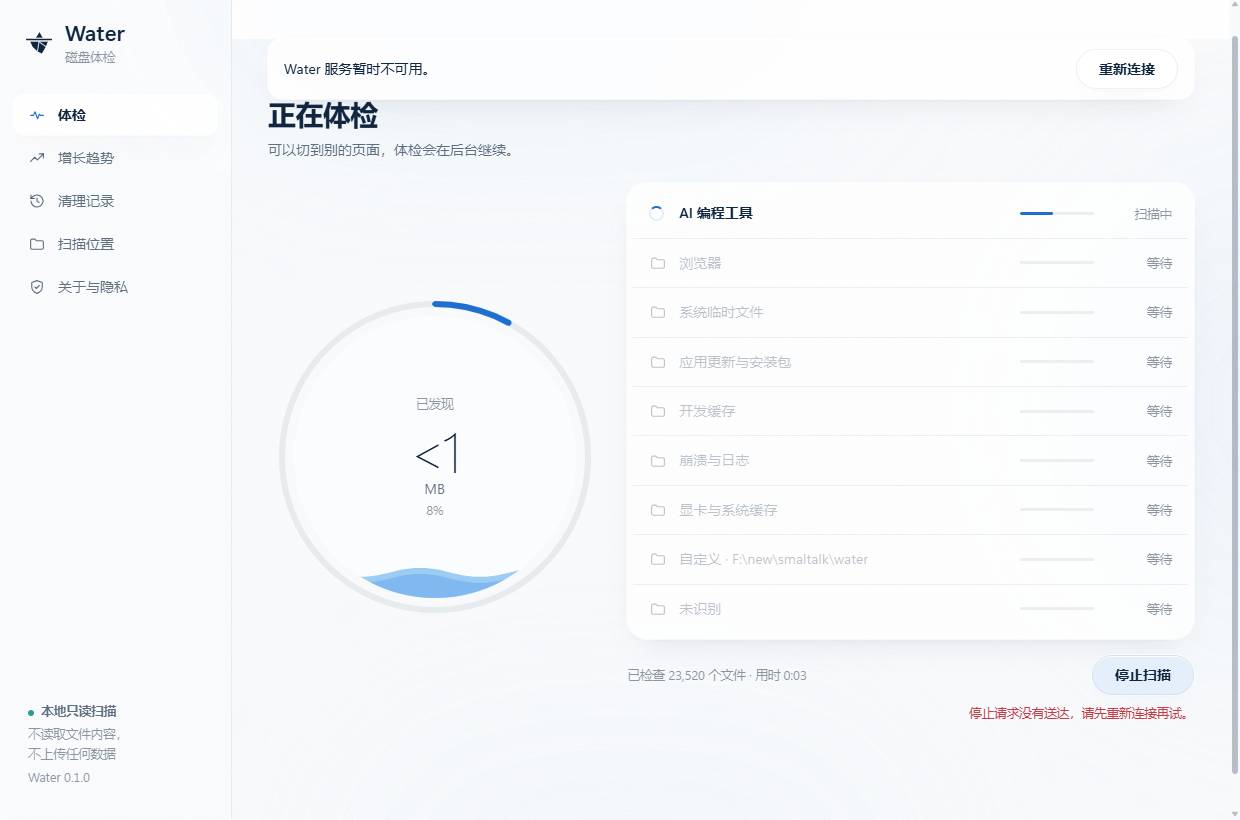 Water
磁盘体检
体检
增长趋势
清理记录
扫描位置
关于与隐私
本地只读扫描
不读取文件内容，
不上传任何数据
Water 0.1.0
Water 服务暂时不可用。
重新连接
正在体检
可以切到别的页面，体检会在后台继续。
已发现
<1
MB
8%
AI 编程工具 扫描中
浏览器 等待
系统临时文件 等待
应用更新与安装包 等待
开发缓存 等待
崩溃与日志 等待
显卡与系统缓存 等待
自定义 · F:\new\smaltalk\water 等待
未识别 等待
已检查 23,520 个文件 · 用时 0:03
停止扫描
停止请求没有送达，请先重新连接再试。